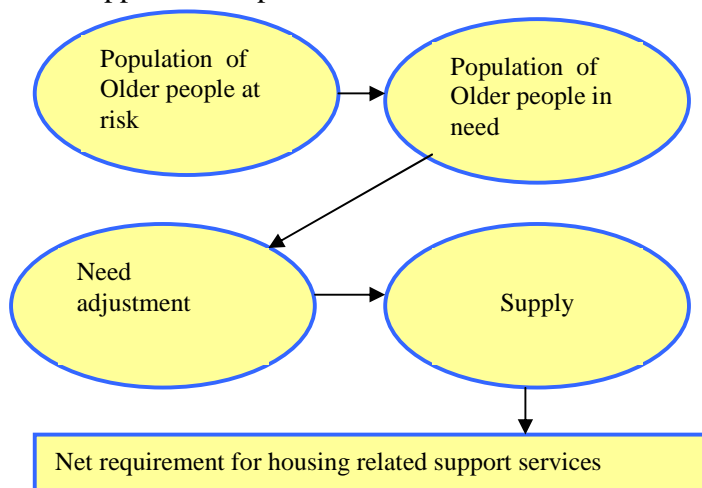 Population of
Older people at
risk
Population of
Older people in
need
Need
adjustment
Supply
Net requirement for housing related support services